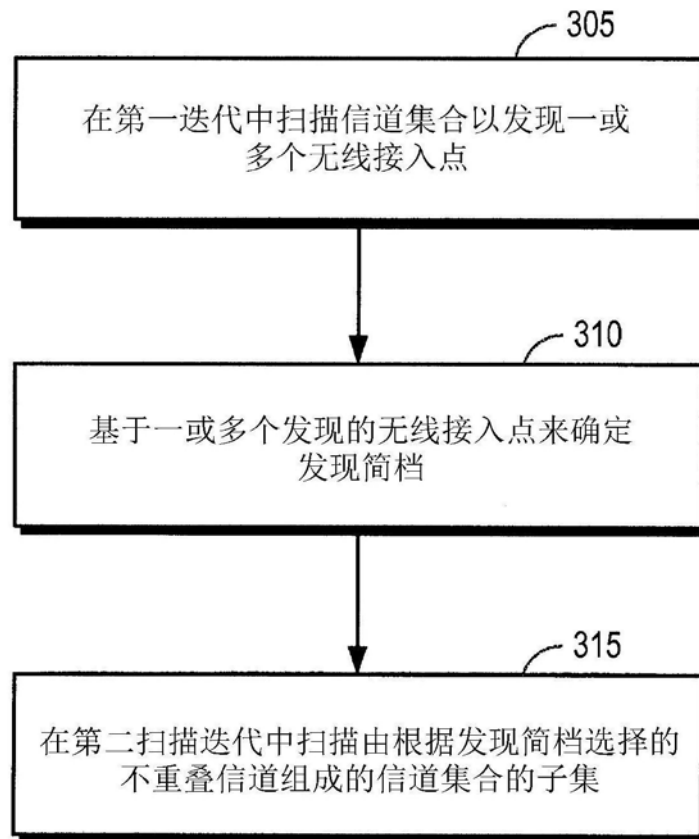 305
在第一迭代中扫描信道集合以发现一或
多个无线接入点
310
基于一或多个发现的无线接入点来确定
发现简档
315
在第二扫描迭代中扫描由根据发现简档选择的
不重叠信道组成的信道集合的子集